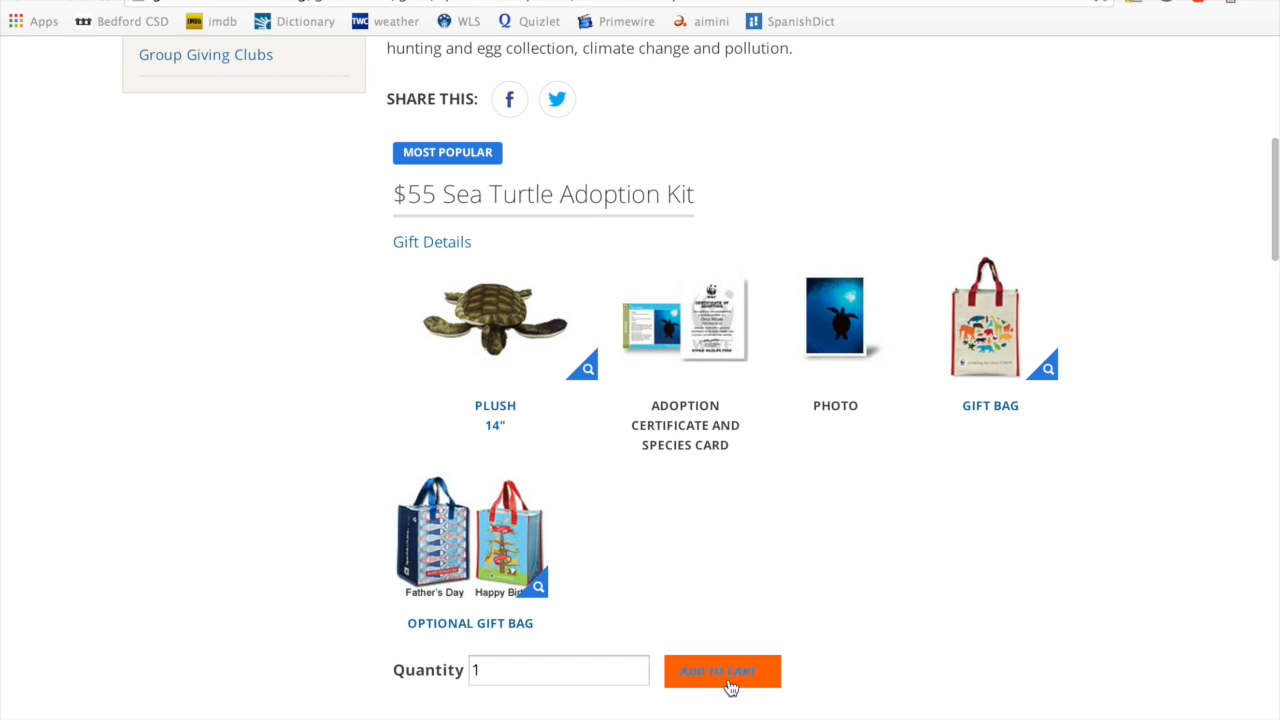 Apps Bedford CSD imdb Dictionary weather WLS Quizlet Primewire aimini SpanishDict
Group Giving Clubs
hunting and egg collection, climate change and pollution.
SHARE THIS:
MOST POPULAR
$55 Sea Turtle Adoption Kit
Gift Details
PLUSH
14"
ADOPTION
CERTIFICATE AND
SPECIES CARD
PHOTO
GIFT BAG
Father's Day
OPTIONAL GIFT BAG
Quantity 1
ADD TO CART